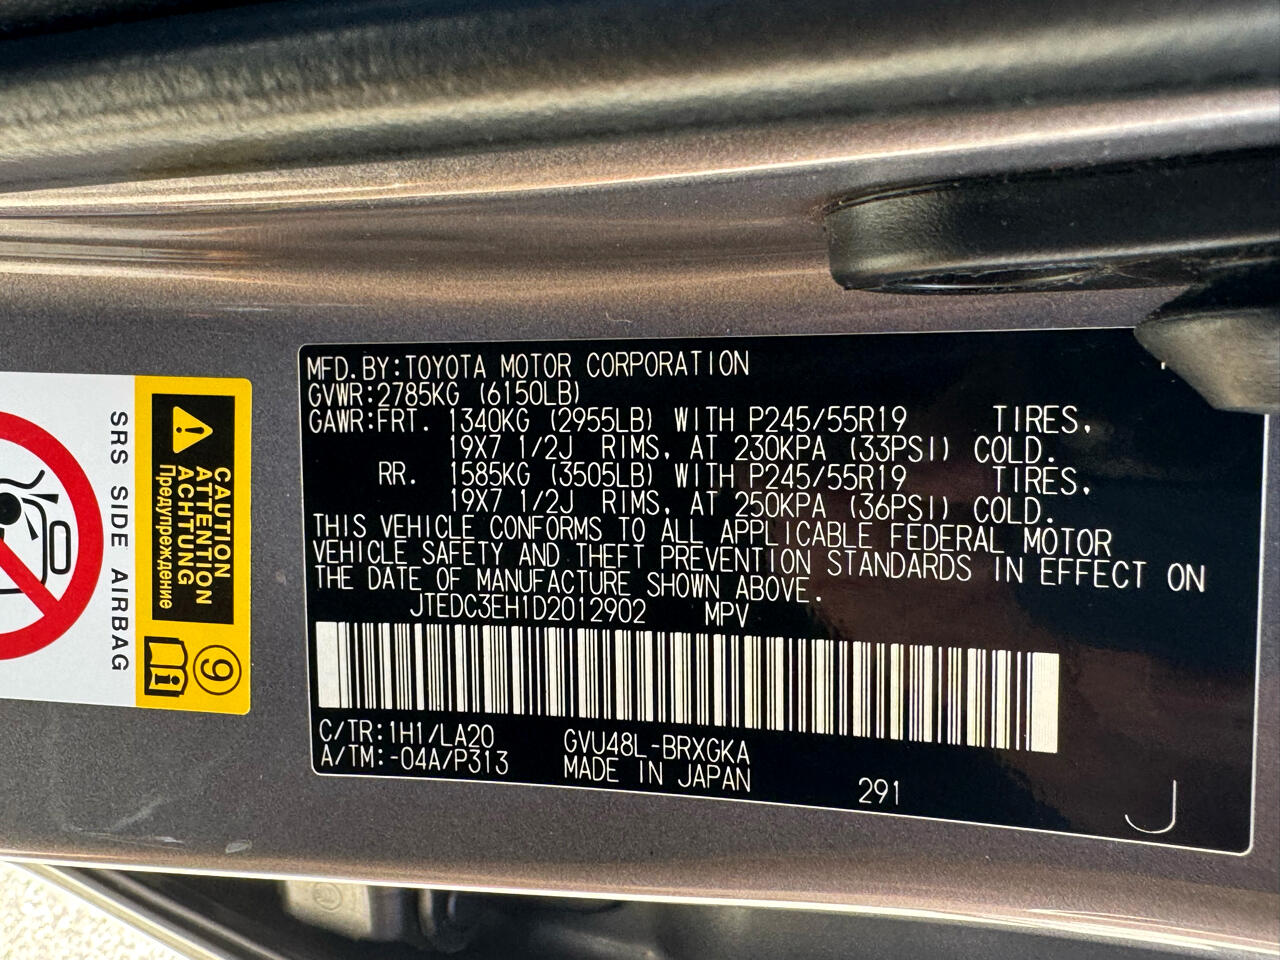 MFD.BY:TOYOTA MOTOR CORPORATION
GVWR:2785KG (6150LB)
GAWR:FRT. 1340KG (2955LB) WITH P245/55R19 TIRES,
19X7 1/2J RIMS, AT 230KPA (33PSI) COLD.
RR. 1585KG (3505LB) WITH P245/55R19 TIRES,
19X7 1/2J RIMS, AT 250KPA (36PSI) COLD.
THIS VEHICLE CONFORMS TO ALL APPLICABLE FEDERAL MOTOR
VEHICLE SAFETY AND THEFT PREVENTION STANDARDS IN EFFECT ON
THE DATE OF MANUFACTURE SHOWN ABOVE.
JTEDC3EH1D2012902 MPV
C/TR:1H1/LA20 GVU48L-BRXGKA
A/TM:-04A/P313 MADE IN JAPAN
291
J
CAUTION
ATTENTION
ACHTUNG
Предупреждение
9
SRS SIDE AIRBAG